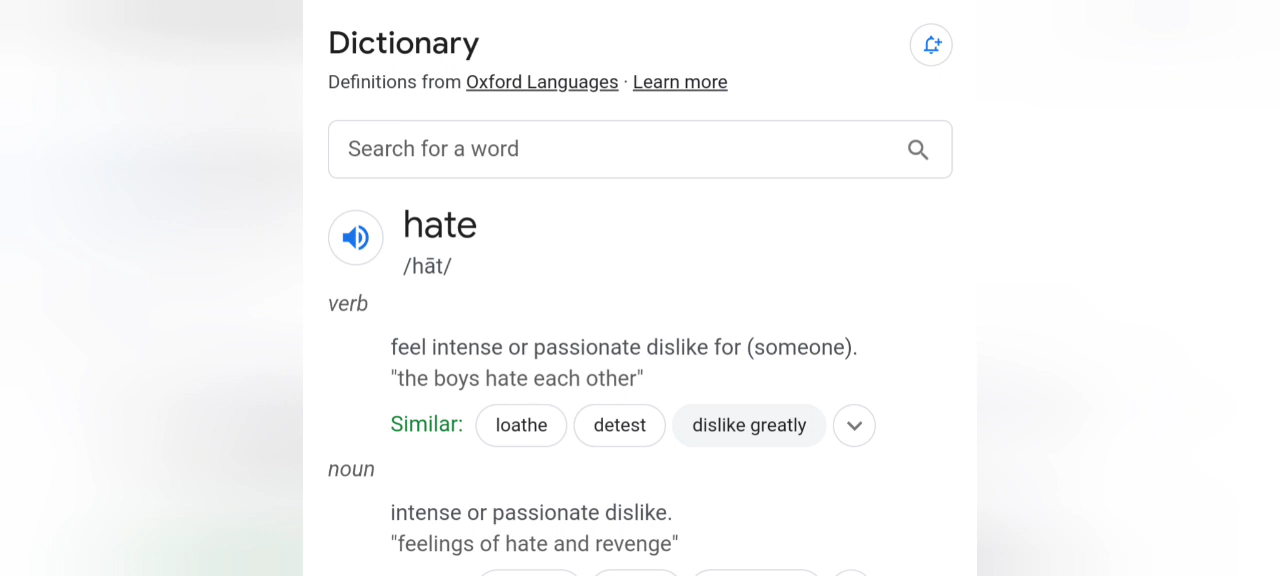 Dictionary
Definitions from Oxford Languages · Learn more
Search for a word
hate
/hāt/
verb
feel intense or passionate dislike for (someone).
"the boys hate each other"
Similar: loathe detest dislike greatly
noun
intense or passionate dislike.
"feelings of hate and revenge"